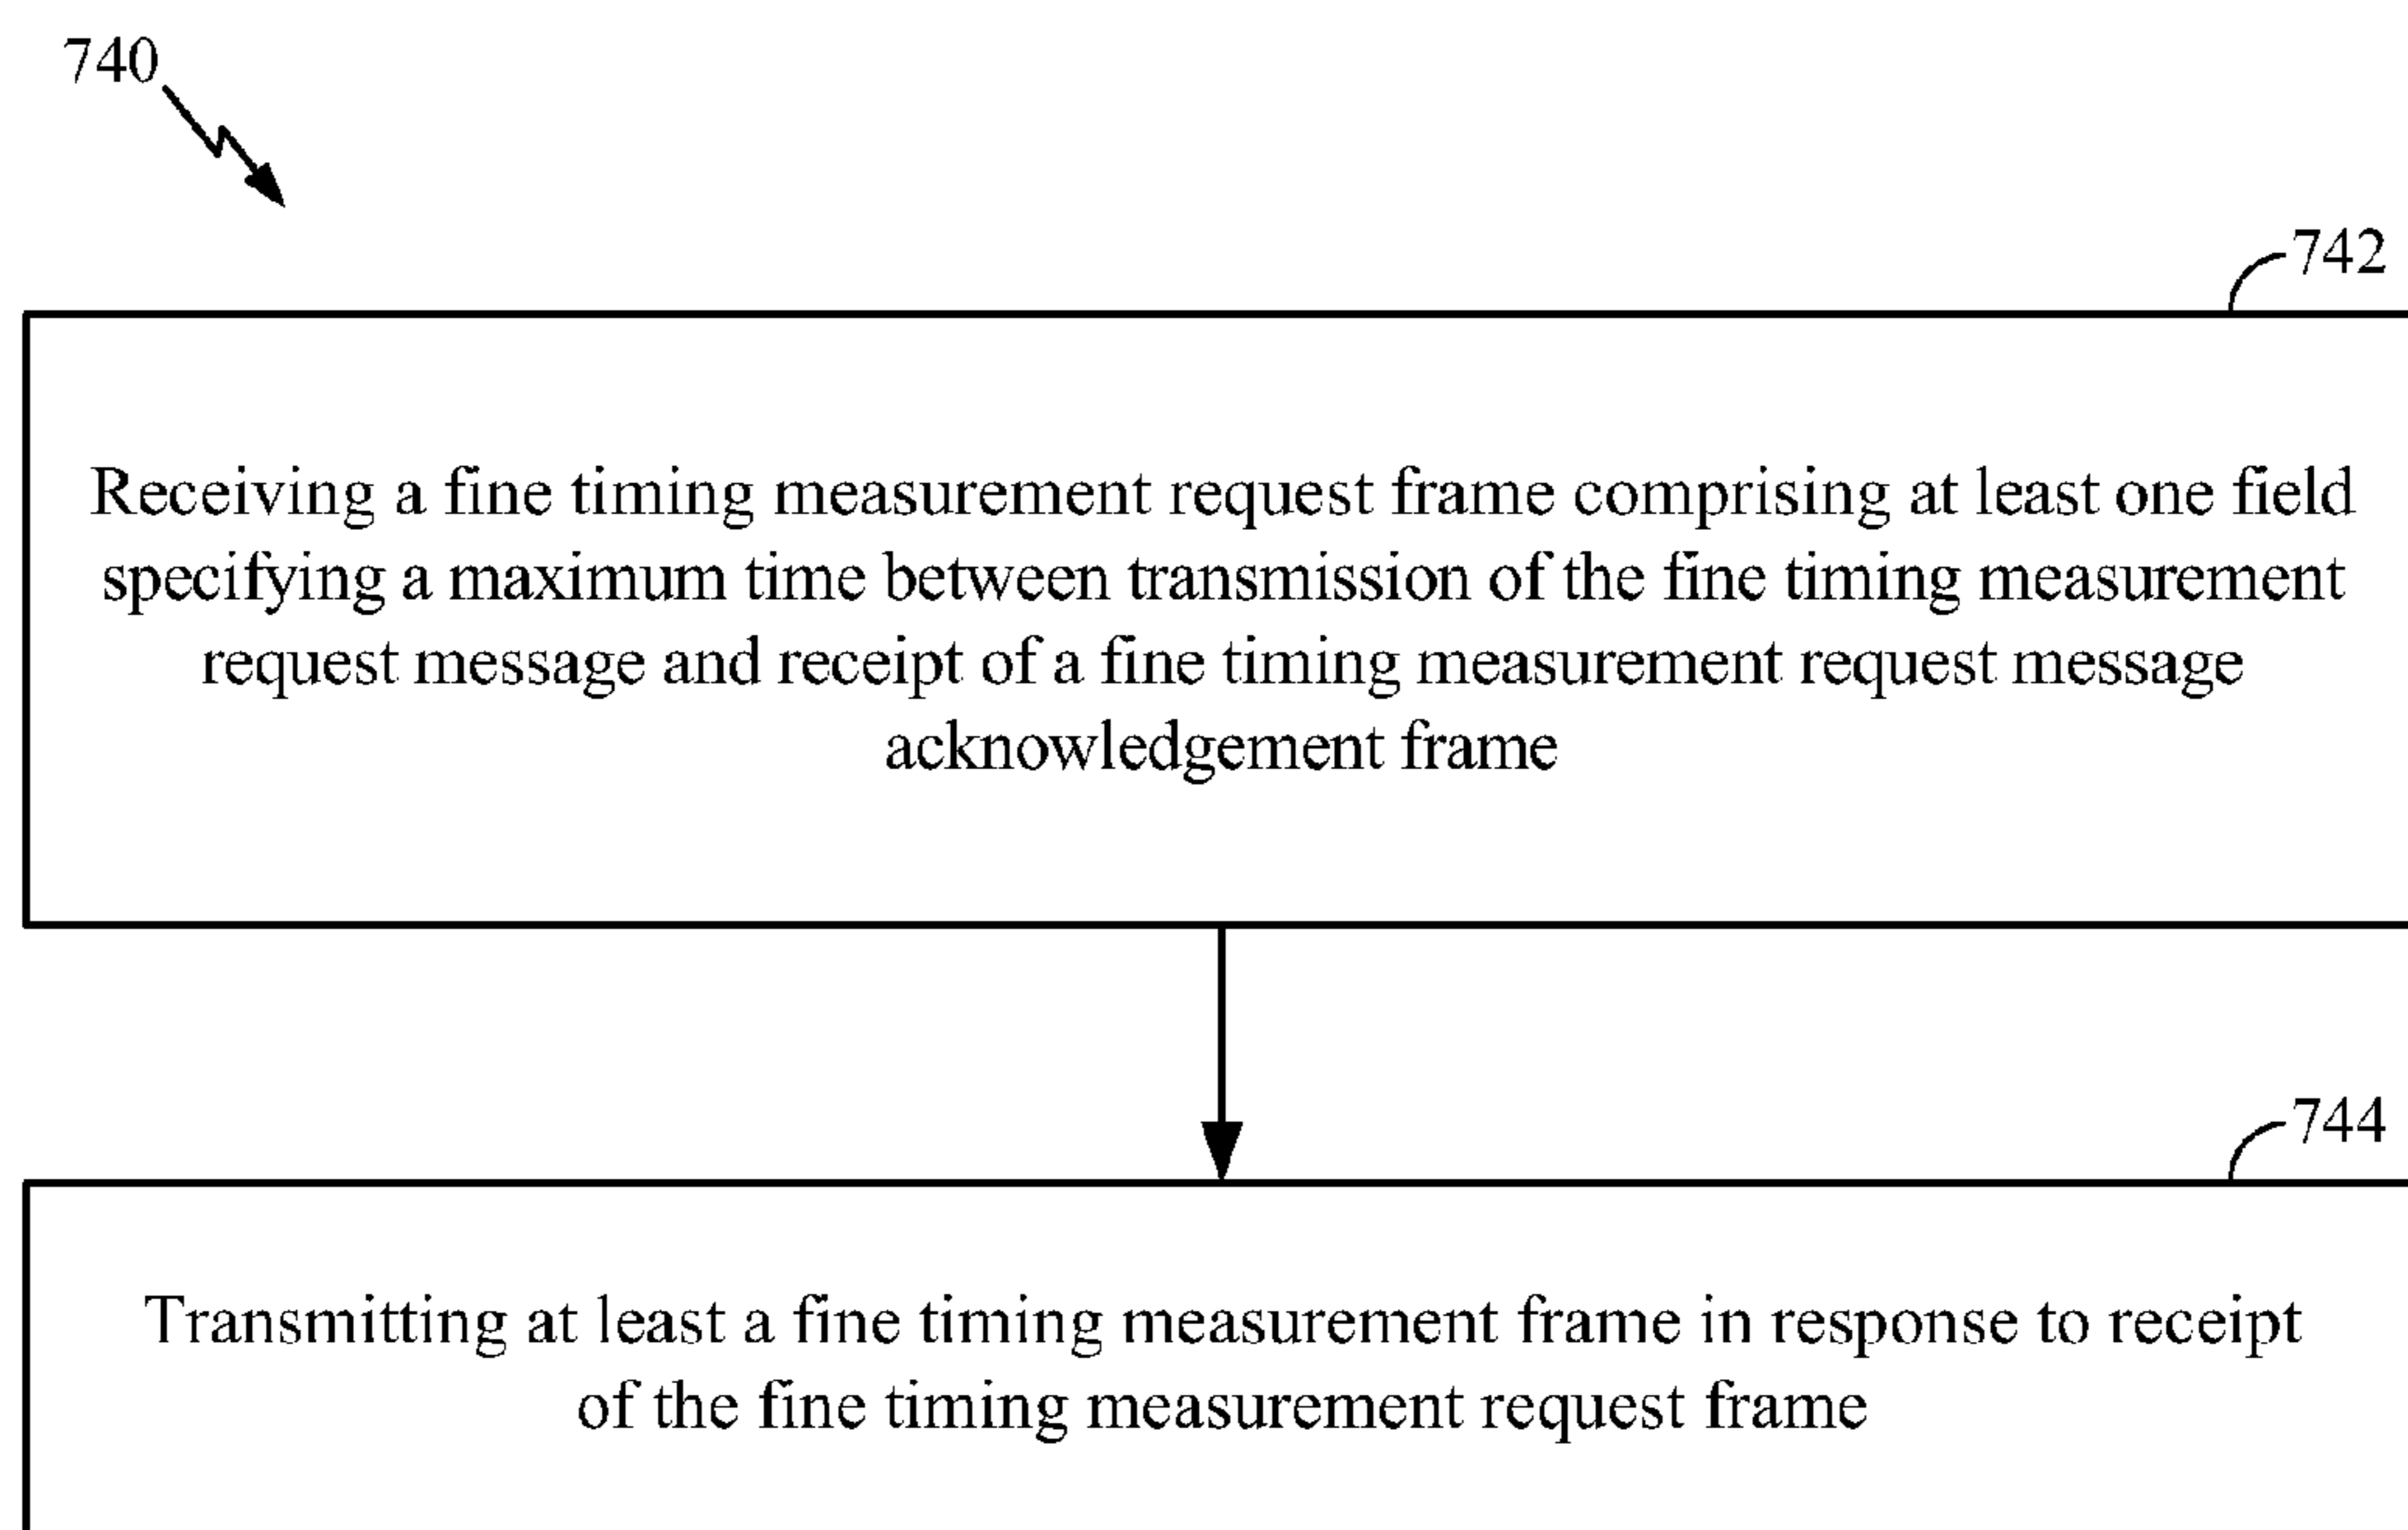 740
742
Receiving a fine timing measurement request frame comprising at least one field
specifying a maximum time between transmission of the fine timing measurement
request message and receipt of a fine timing measurement request message
acknowledgement frame
744
Transmitting at least a fine timing measurement frame in response to receipt
of the fine timing measurement request frame